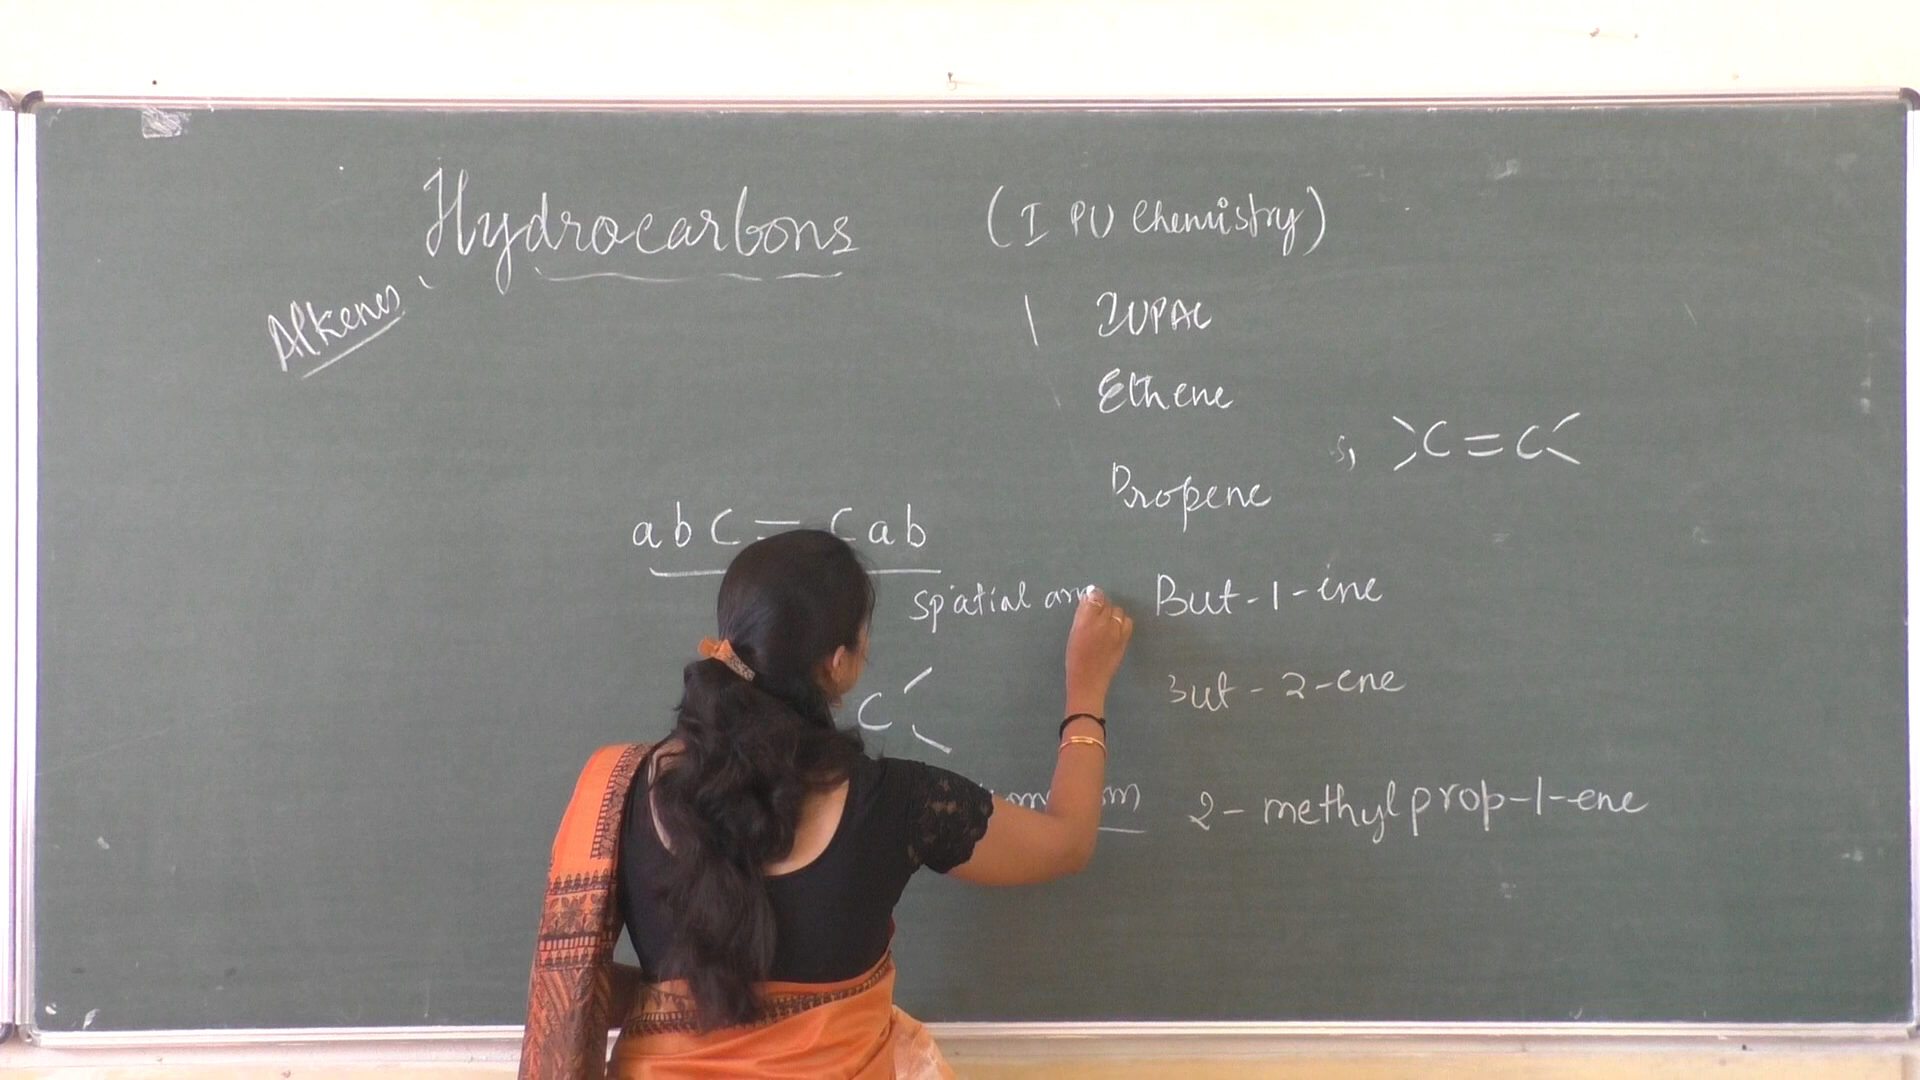 Hydrocarbons (I PU Chemistry)
Alkenes
IUPAC
Ethene
>C=C<
Propene
abC=Cab
Spatial
But-1-ene
C
But-2-ene
2-methylprop-1-ene